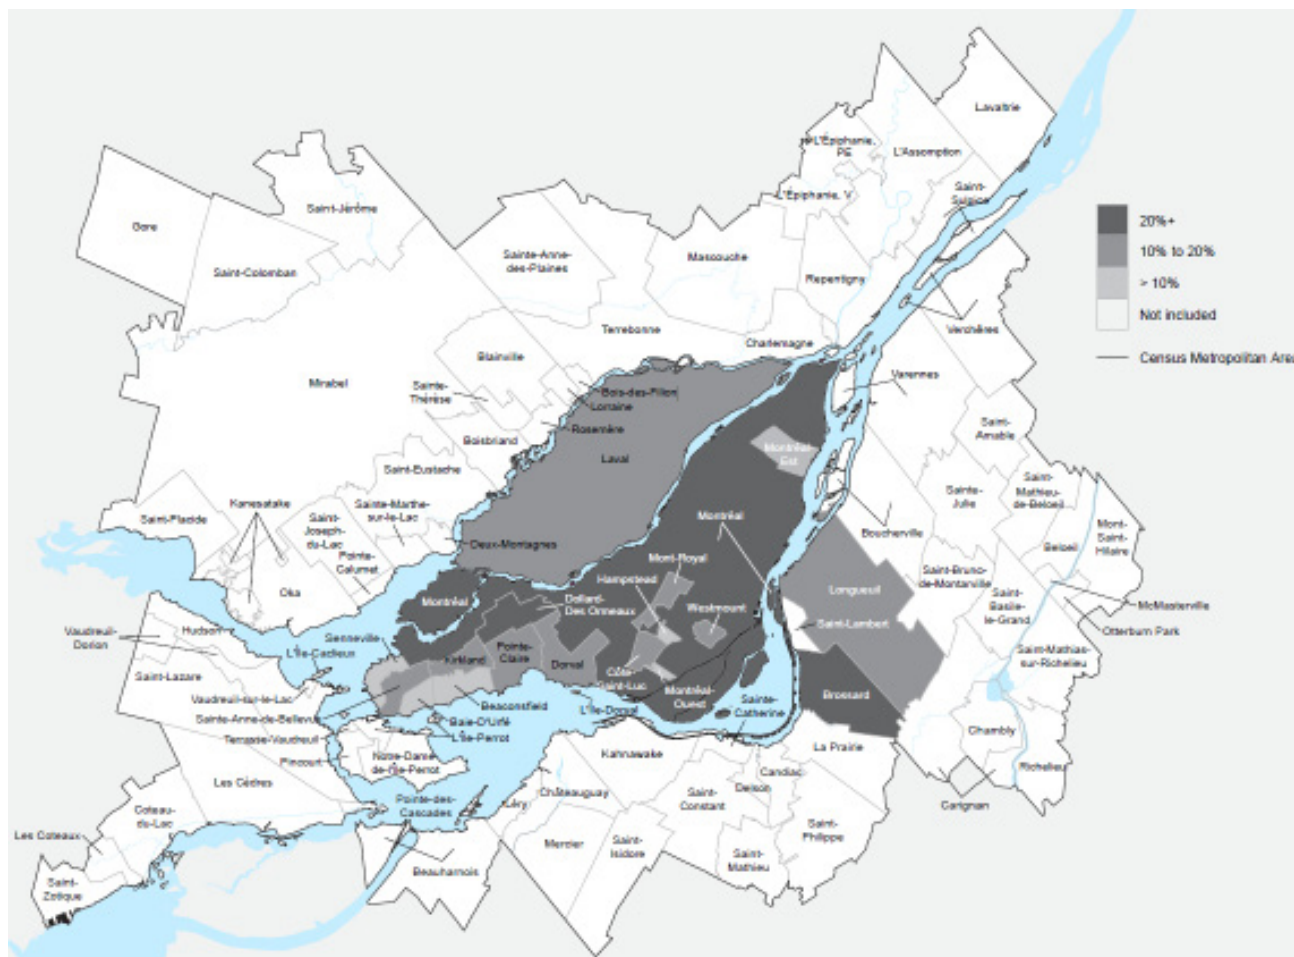 Lavaltrie
L'Épiphanie,
PE
L'Assomption
L'Épiphanie, V
Saint-
Sulpice
Saint-Jérôme
Gore
Saint-Colomban
Sainte-Anne-
des-Plaines
Mascouche
Repentigny
20%+
10% to 20%
> 10%
Not included
Census Metropolitan Are
Verchères
Terrebonne
Charlemagne
Blainville
Mirabel
Sainte-
Thérèse
Bois-des-Filion
Lorraine
Varennes
Rosemère
Boisbriand
Saint-
Amable
Laval
Montréal-
Est
Saint-Eustache
Kanesatake
Sainte-Marthe-
sur-le-Lac
Saint-Placide
Saint-
Joseph-
du-Lac
Sainte-
Julie
Saint-
Mathieu-
de-Beloeil
Montréal
Boucherville
Mont-
Saint-
Hilaire
Beloeil
Deux-Montagnes
Pointe-
Calumet
Mont-Royal
Hampstead
Saint-Bruno-
de-Montarville
Oka
Montréal
Dollard-
Des Ormeaux
Westmount
Longueuil
Saint-
Basile-
le-Grand
McMasterville
Saint-Lambert
Otterburn Park
Vaudreuil-
Dorion
Hudson
Senneville
L'Île-Cadieux
Kirkland
Pointe-
Claire
Dorval
Saint-Mathias-
sur-Richelieu
Saint-Lazare
Côte-
Saint-Luc
Vaudreuil-sur-le-Lac
Montréal-
Ouest
Brossard
Beaconsfield
L'Île-Dorval
Sainte-
Catherine
Sainte-Anne-de-Bellevue
Baie-D'Urfé
L'Île-Perrot
Terrasse-Vaudreuil
Chambly
Notre-Dame-
de-l'Île-Perrot
Kahnawake
La Prairie
Pincourt
Richelieu
Les Cèdres
Candiac
Delson
Châteauguay
Saint-
Constant
Carignan
Pointe-des-
Cascades
Léry
Coteau-
du-Lac
Les Coteaux
Saint-
Philippe
Mercier
Saint-
Isidore
Saint-
Mathieu
Beauharnois
Saint-
Zotique